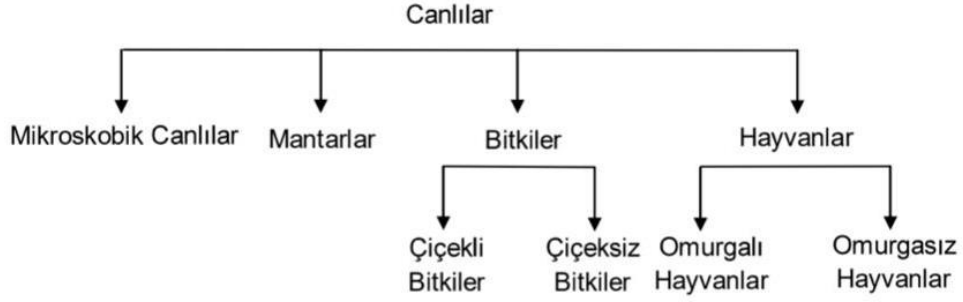 Canlılar
Mikroskobik Canlılar
Mantarlar
Bitkiler
Hayvanlar
Çiçekli
Bitkiler
Çiçeksiz
Bitkiler
Omurgalı
Hayvanlar
Omurgasız
Hayvanlar